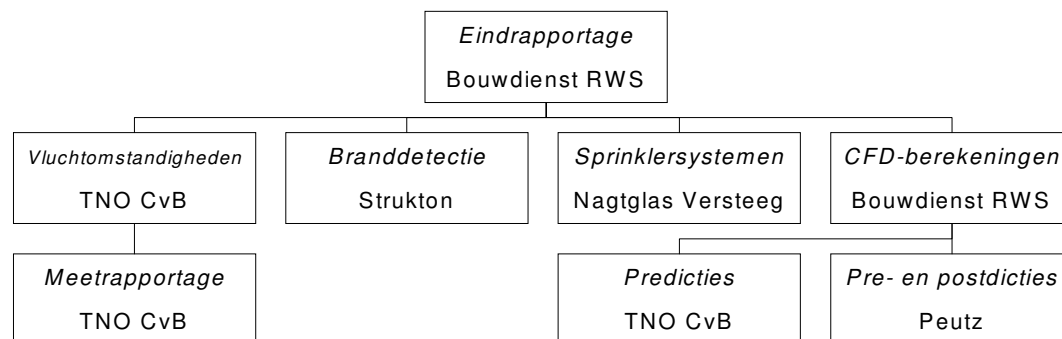 Eindrapportage
Bouwdienst RWS
Vluchtomstandigheden
TNO CvB
Branddetectie
Strukton
Sprinklersystemen
Nagtglas Versteeg
CFD-berekeningen
Bouwdienst RWS
Meetrapportage
TNO CvB
Predicties
TNO CvB
Pre- en postdicties
Peutz